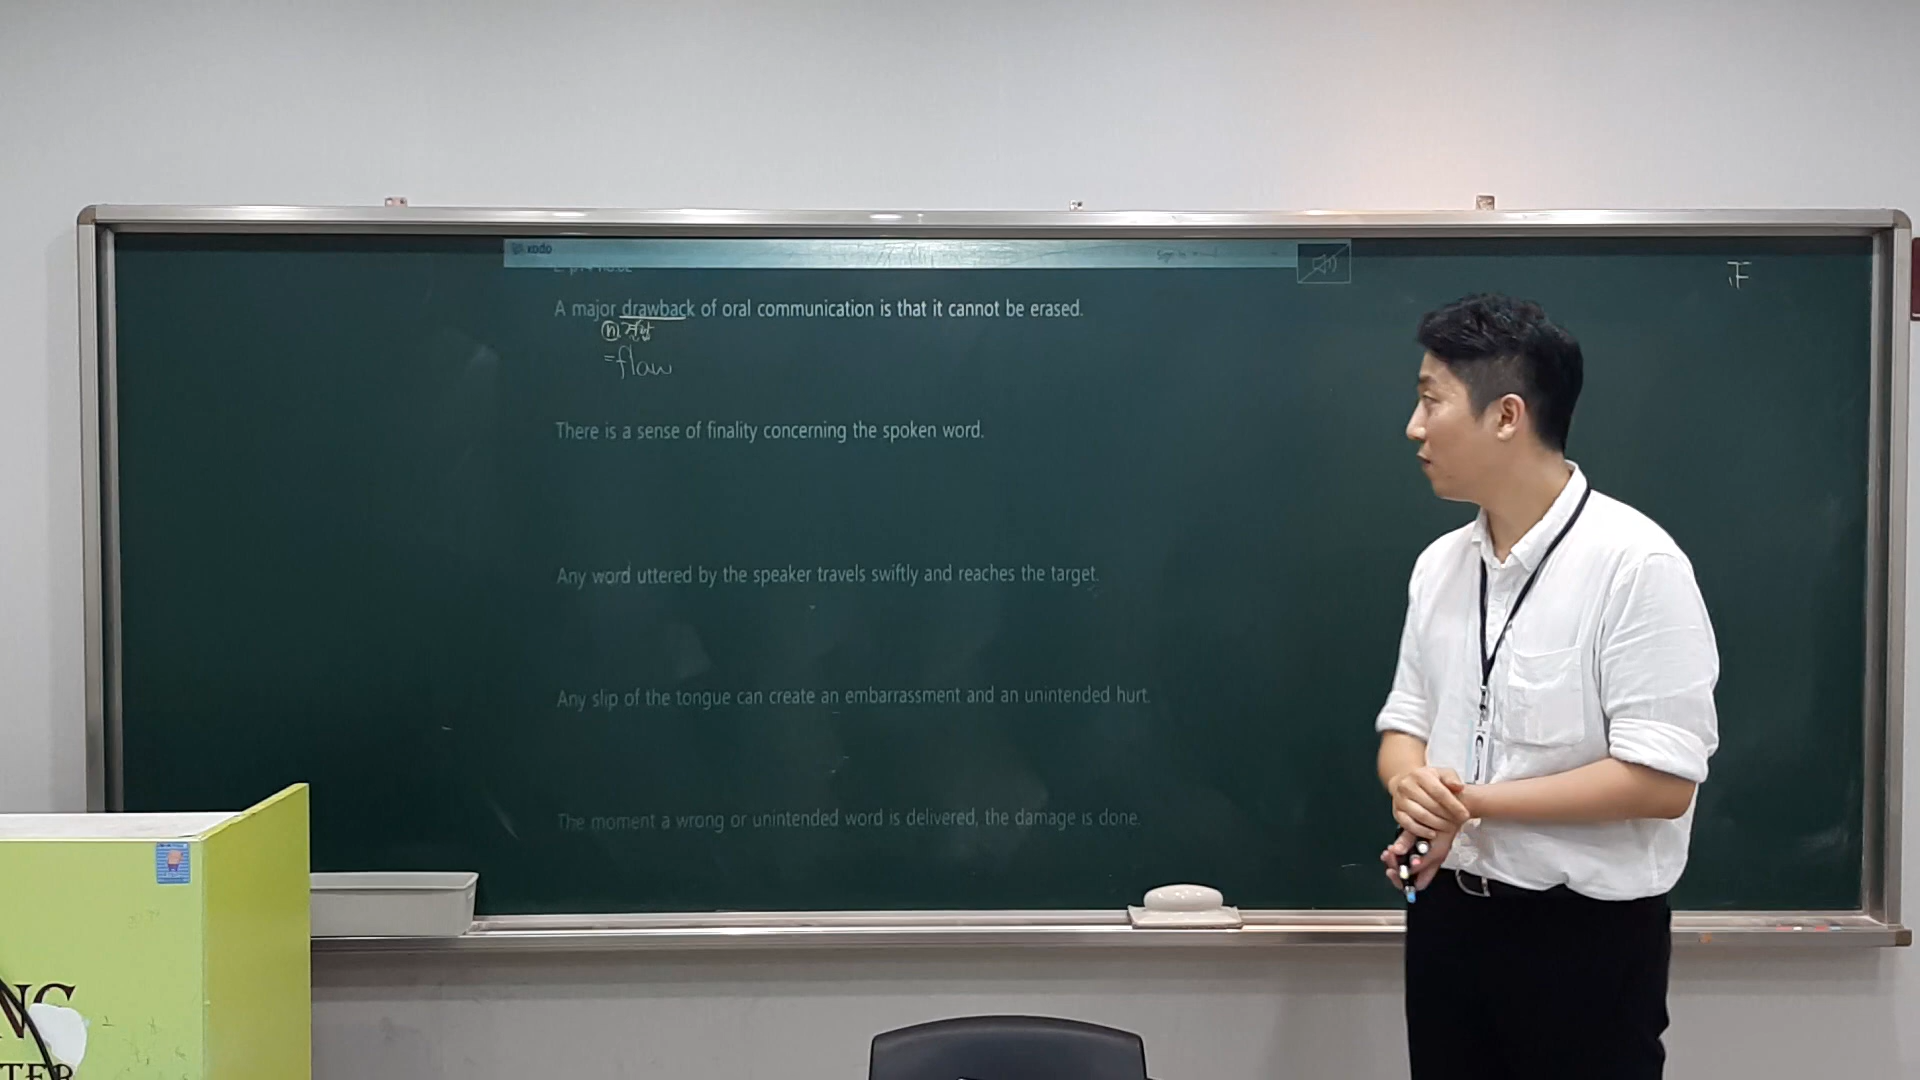 xodo
A major drawback of oral communication is that it cannot be erased.
n. 결함
=flaw
There is a sense of finality concerning the spoken word.
Any word uttered by the speaker travels swiftly and reaches the target.
Any slip of the tongue can create an embarrassment and an unintended hurt.
The moment a wrong or unintended word is delivered, the damage is done.